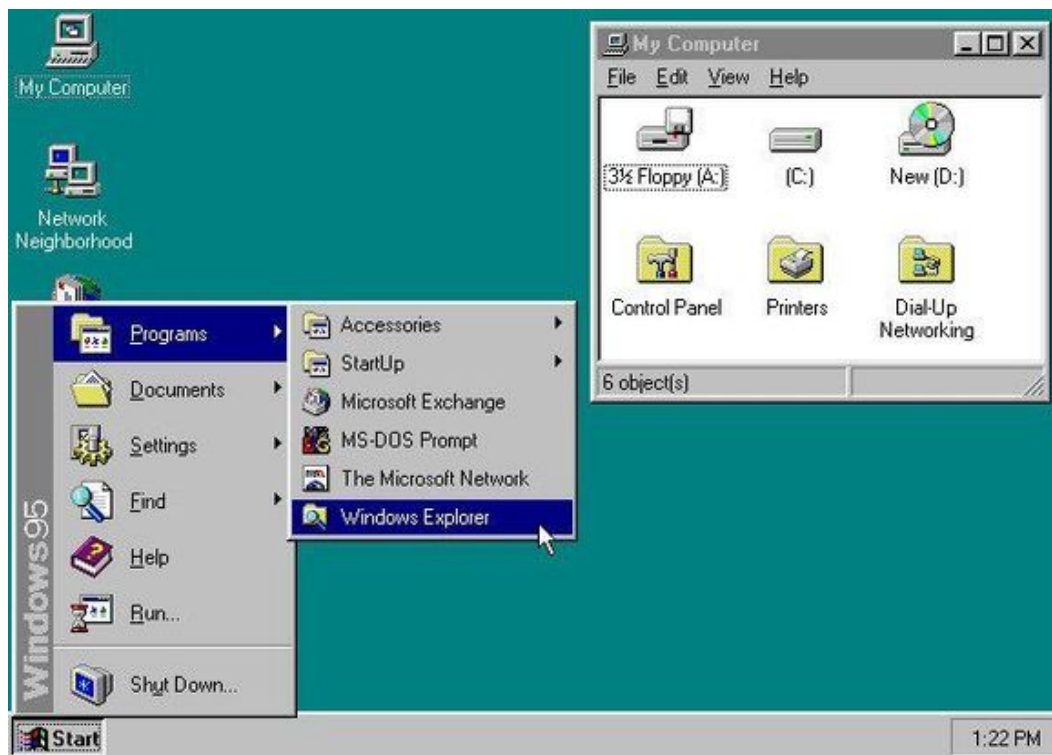 My Computer
Network
Neighborhood
My Computer
File Edit View Help
3½ Floppy (A:)
(C:)
New (D:)
Control Panel
Printers
Dial-Up
Networking
6 object(s)
Windows95
Programs
Documents
Settings
Find
Help
Run...
Shut Down...
Accessories
StartUp
Microsoft Exchange
MS-DOS Prompt
The Microsoft Network
Windows Explorer
Start
1:22 PM